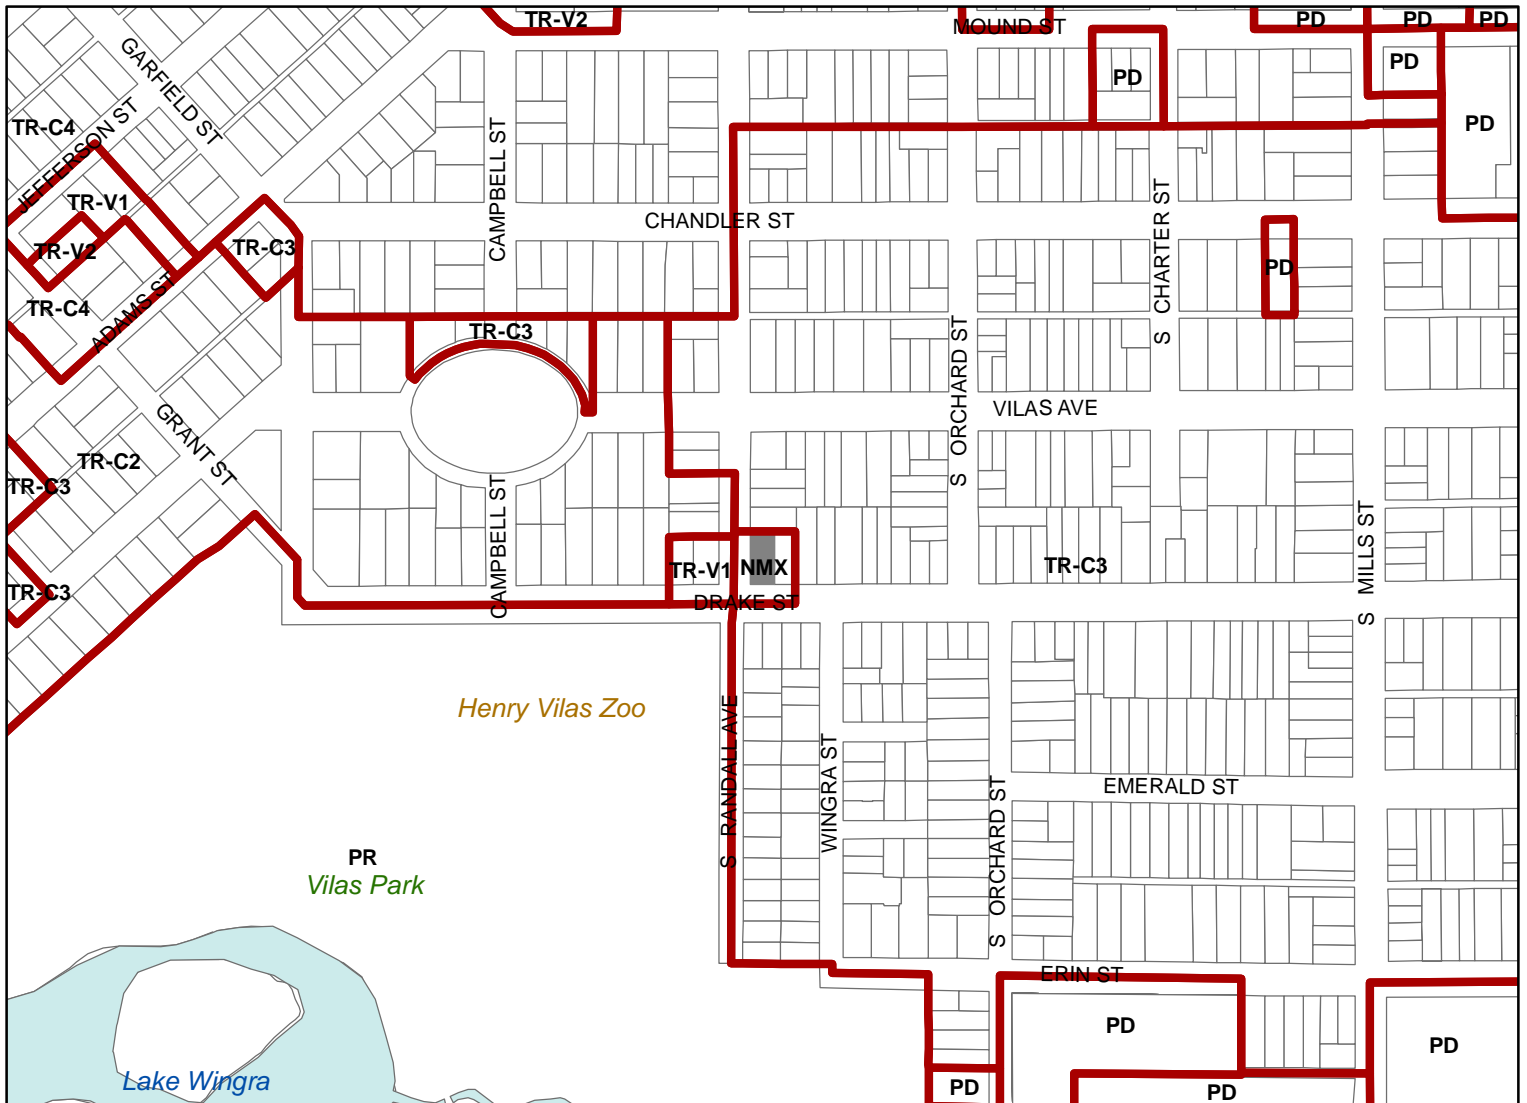 TR-V2
MOUND ST
PD
PD
PD
GARFIELD ST
PD
PD
PD
TR-C4
JEFFERSON ST
CAMPBELL ST
TR-V1
CHANDLER ST
S CHARTER ST
TR-V2
TR-C3
PD
TR-C4
ADAMS ST
TR-C3
S ORCHARD ST
VILAS AVE
GRANT ST
TR-C2
TR-C3
CAMPBELL ST
S MILLS ST
TR-V1
NMX
TR-C3
TR-C3
DRAKE ST
Henry Vilas Zoo
S RANDALL AVE
WINGRA ST
S ORCHARD ST
EMERALD ST
PR
Vilas Park
ERIN ST
PD
PD
Lake Wingra
PD
PD